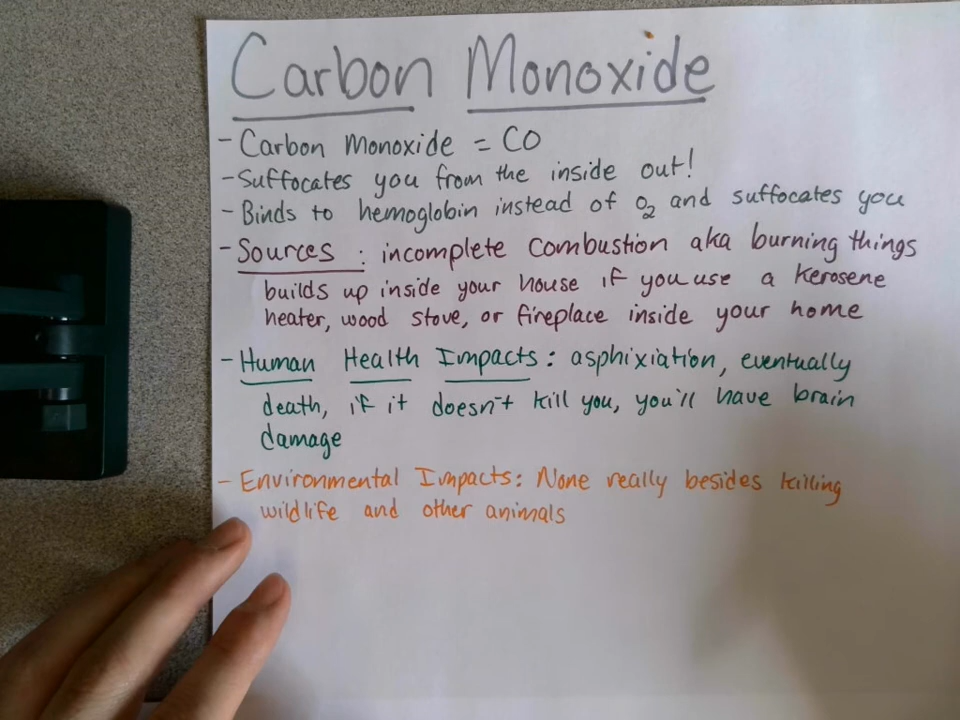 Carbon Monoxide
- Carbon Monoxide = CO
- Suffocates you from the inside out!
- Binds to hemoglobin instead of O₂ and suffocates you
- Sources : incomplete combustion aka burning things
builds up inside your house if you use a kerosene
heater, wood stove, or fireplace inside your home
- Human Health Impacts: asphixiation, eventually
death, if it doesn't kill you, you'll have brain
damage
- Environmental Impacts: None really besides killing
wildlife and other animals